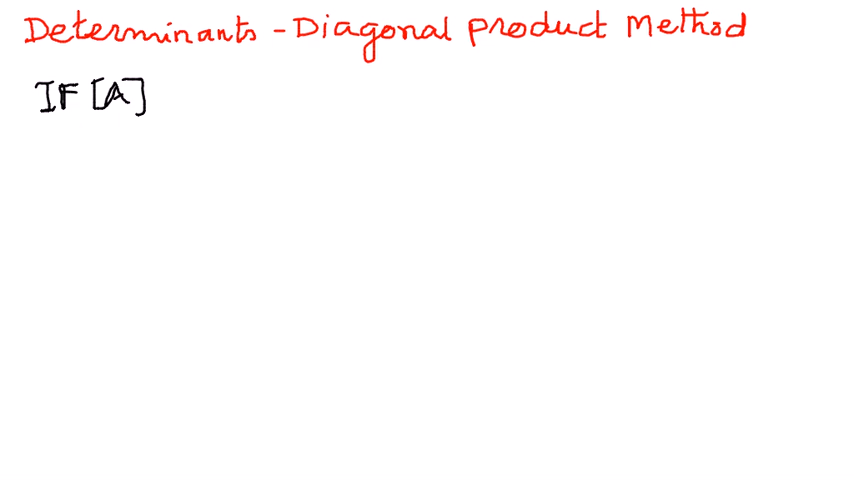 Determinants - Diagonal product Method
IF [A]